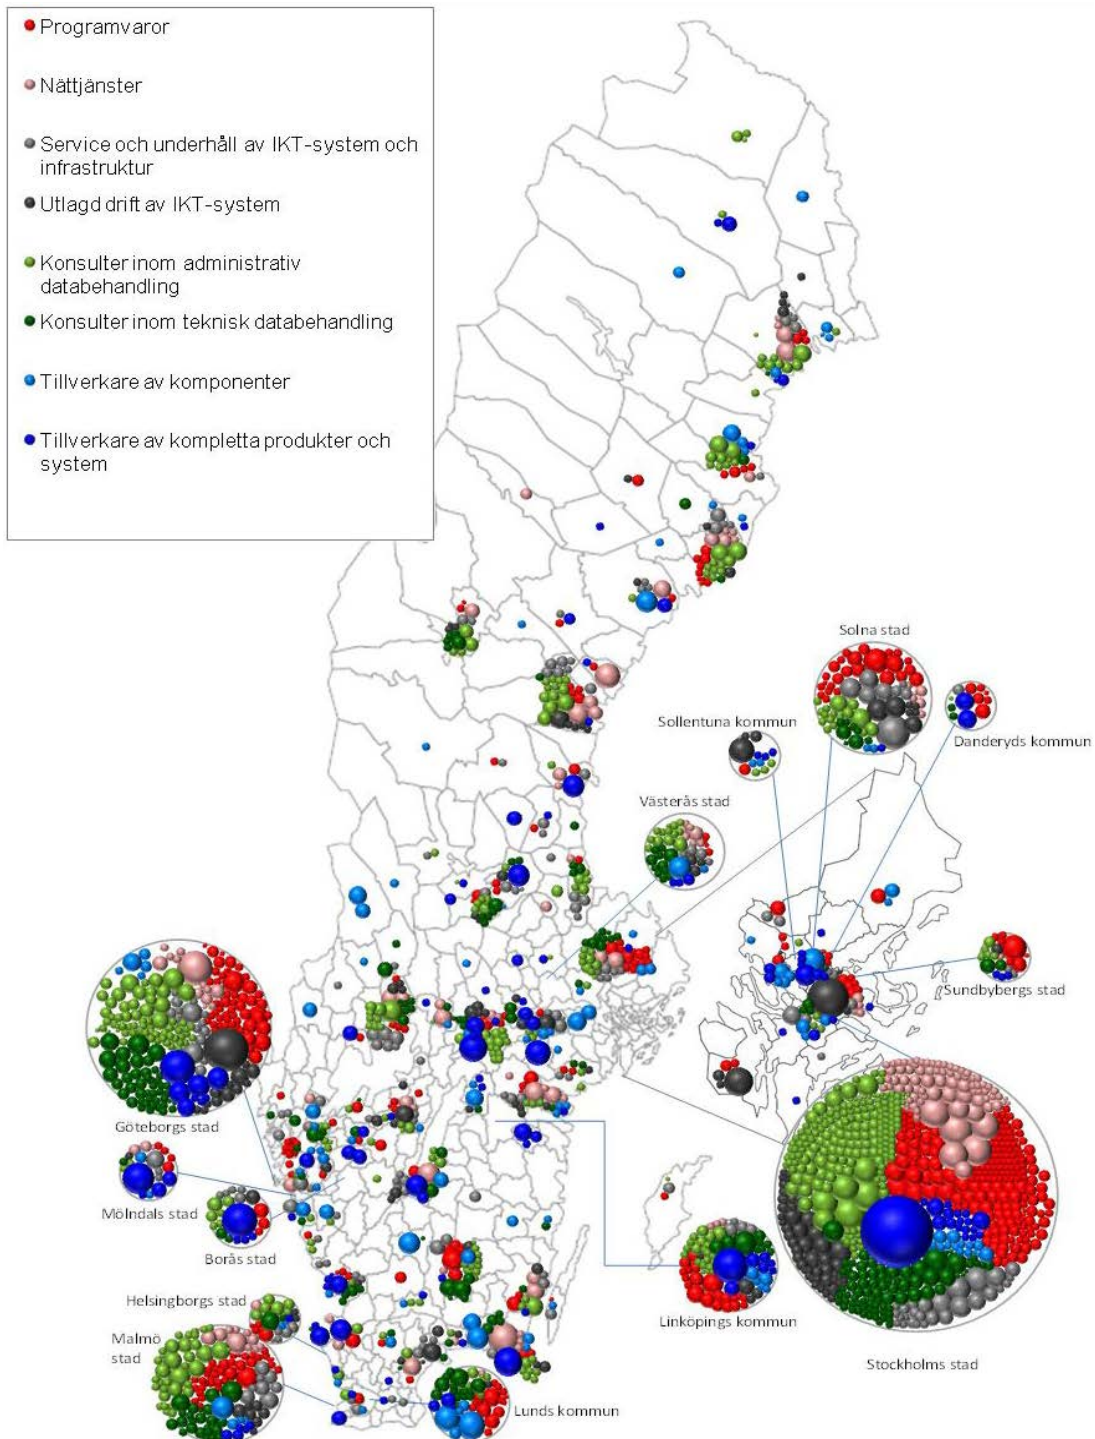 Programvaror
Nättjänster
Service och underhåll av IKT-system och
infrastruktur
Utlagd drift av IKT-system
Konsulter inom administrativ
databehandling
Konsulter inom teknisk databehandling
Tillverkare av komponenter
Tillverkare av kompletta produkter och
system
Solna stad
Sollentuna kommun
Danderyds kommun
Västerås stad
Sundbybergs stad
Göteborgs stad
Mölndals stad
Borås stad
Helsingborgs stad
Malmö
stad
Linköpings kommun
Stockholms stad
Lunds kommun